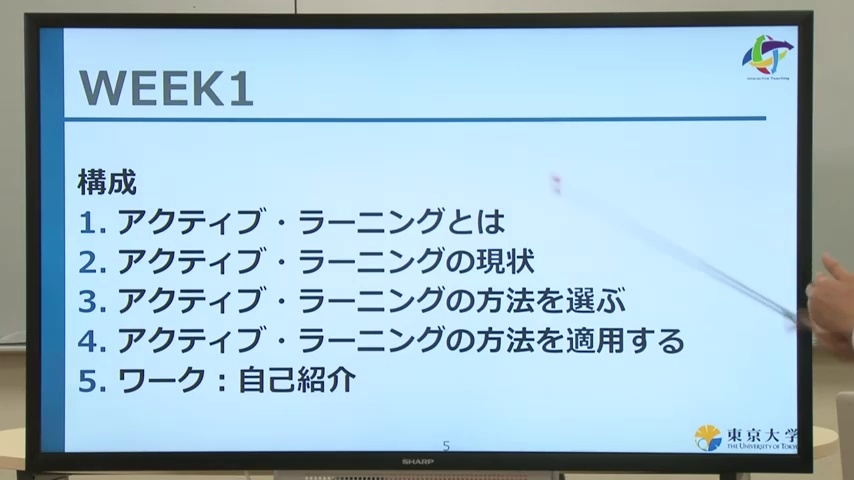 WEEK1
Interactive Teaching
構成
1. アクティブ・ラーニングとは
2. アクティブ・ラーニングの現状
3. アクティブ・ラーニングの方法を選ぶ
4. アクティブ・ラーニングの方法を適用する
5. ワーク：自己紹介
5
東京大学
THE UNIVERSITY OF TOKYO
SHARP